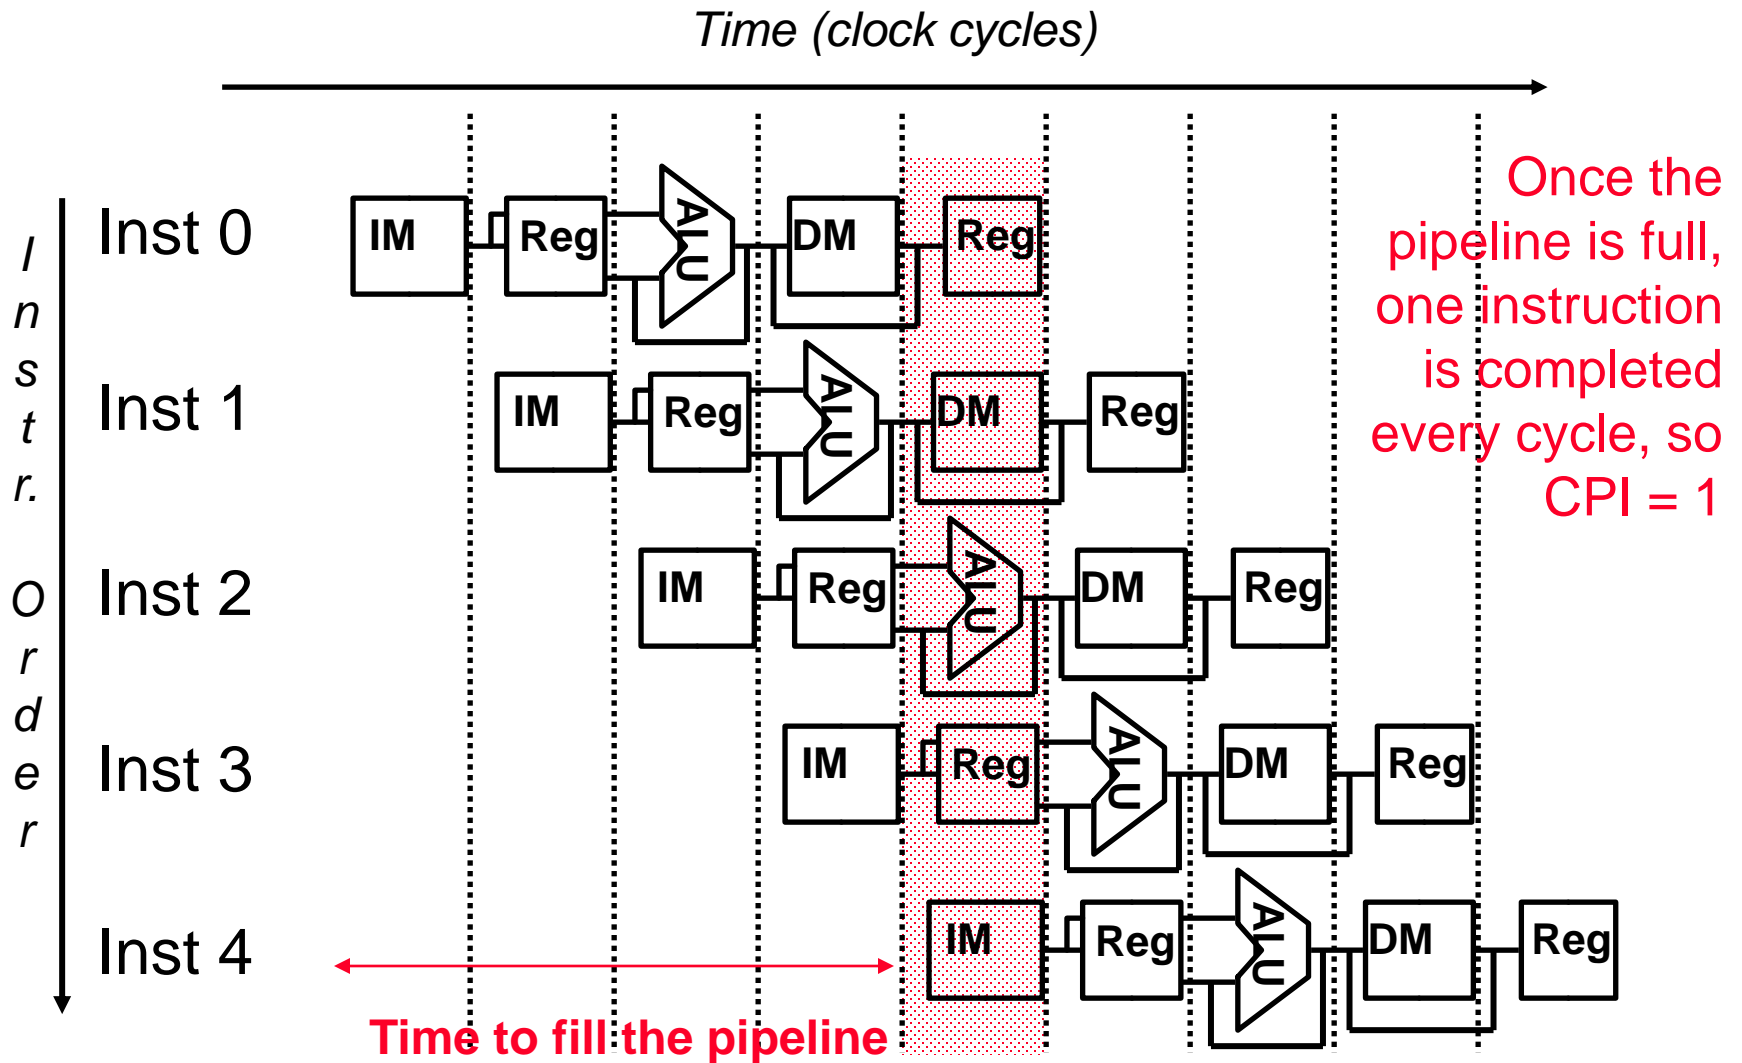 Time (clock cycles)
Instr. Order
Inst 0
IM
Reg
ALU
DM
Reg
Inst 1
IM
Reg
ALU
DM
Reg
Inst 2
IM
Reg
ALU
DM
Reg
Inst 3
IM
Reg
ALU
DM
Reg
Inst 4
IM
Reg
ALU
DM
Reg
Once the
pipeline is full,
one instruction
is completed
every cycle, so
CPI = 1
Time to fill the pipeline